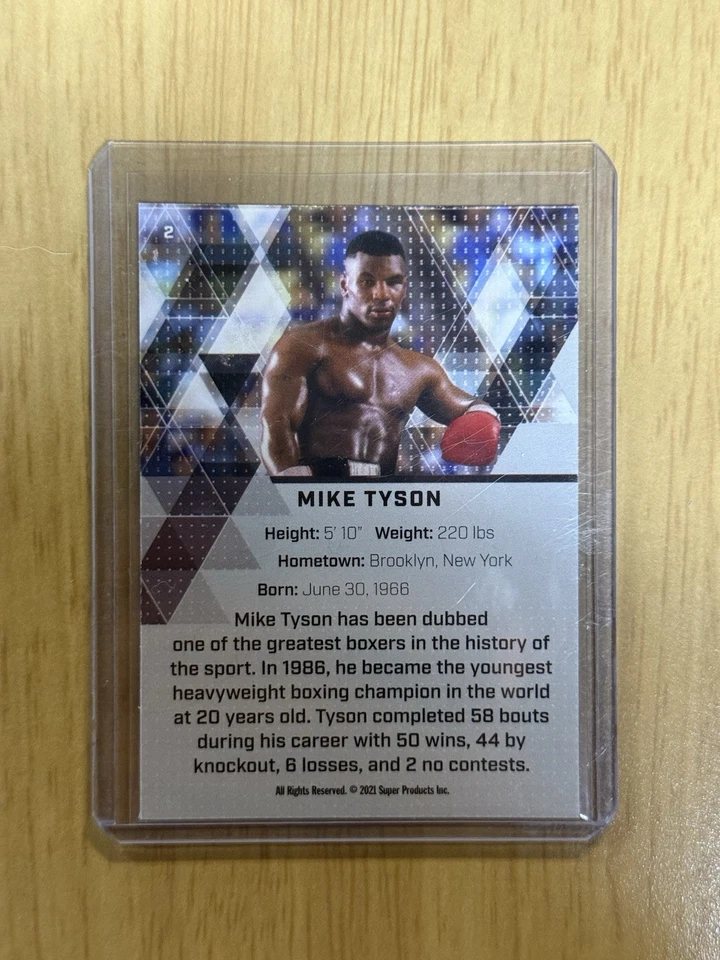 2
MIKE TYSON
Height: 5' 10" Weight: 220 lbs
Hometown: Brooklyn, New York
Born: June 30, 1966
Mike Tyson has been dubbed
one of the greatest boxers in the history of
the sport. In 1986, he became the youngest
heavyweight boxing champion in the world
at 20 years old. Tyson completed 58 bouts
during his career with 50 wins, 44 by
knockout, 6 losses, and 2 no contests.
All Rights Reserved. © 2021 Super Products Inc.